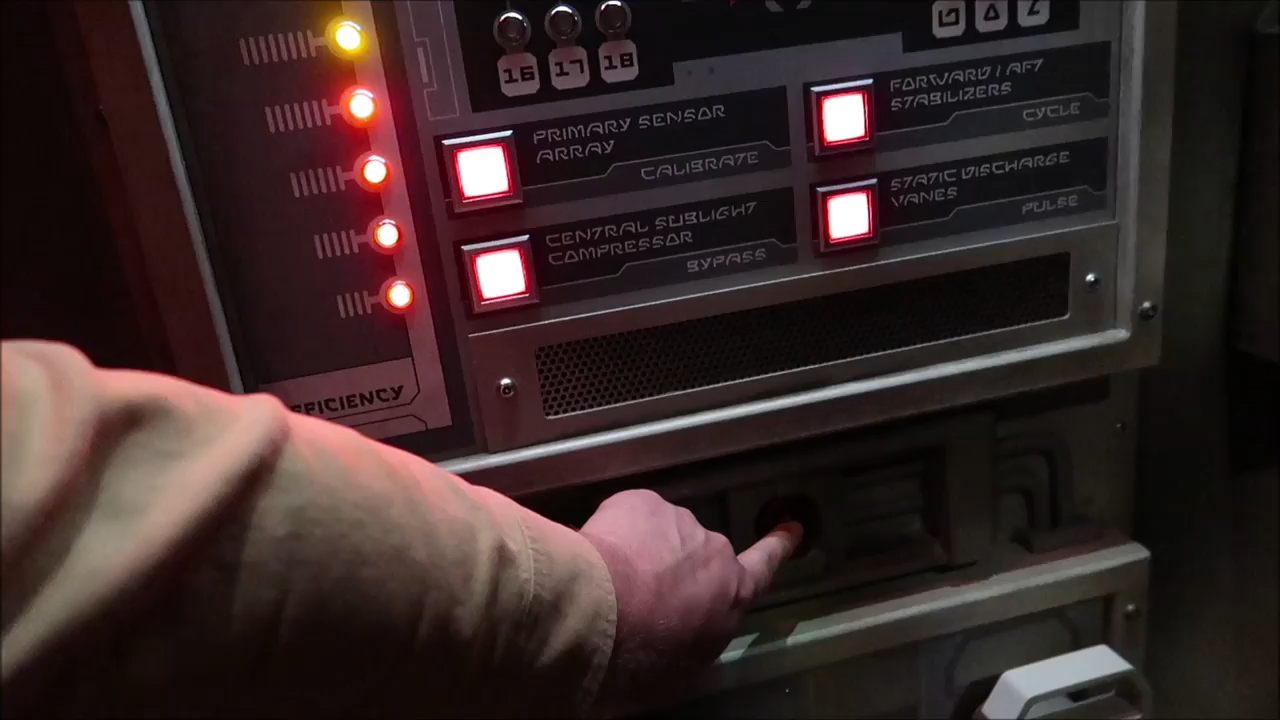 16 17 18
PRIMARY SENSOR
ARRAY
CALIBRATE
FORWARD / AFT
STABILIZERS
CYCLE
CENTRAL SUBLIGHT
COMPRESSOR
BYPASS
STATIC DISCHARGE
VANES
PULSE
EFFICIENCY